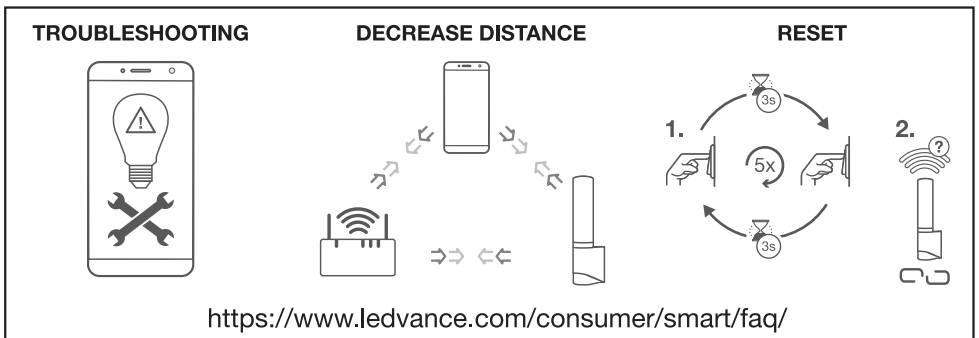 TROUBLESHOOTING
DECREASE DISTANCE
RESET
!
1.
3s
5x
3s
2.
?
https://www.ledvance.com/consumer/smart/faq/